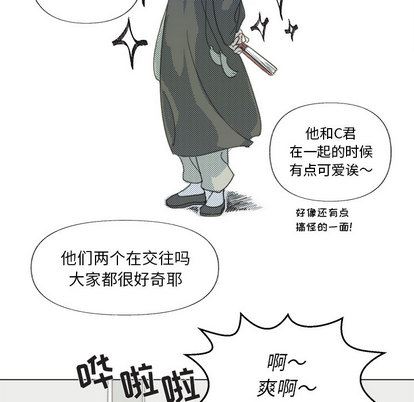 他和C君
在一起的时候
有点可爱诶～
好像还有点
搞怪的一面!
他们两个在交往吗
大家都很好奇耶
哗啦啦
啊～
爽啊～